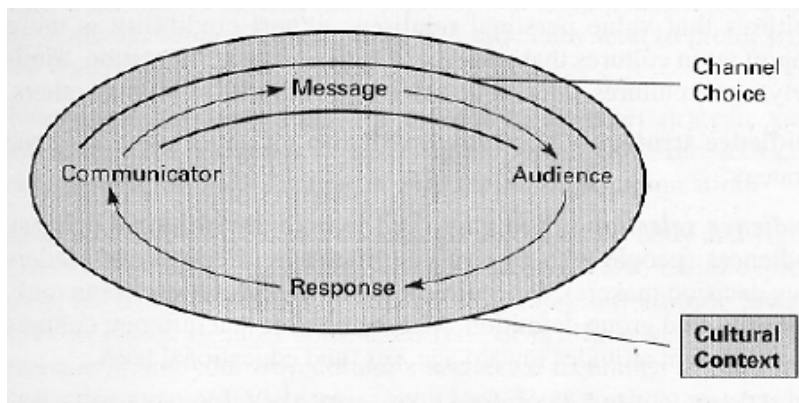 Channel
Choice
Message
Communicator
Audience
Response
Cultural
Context